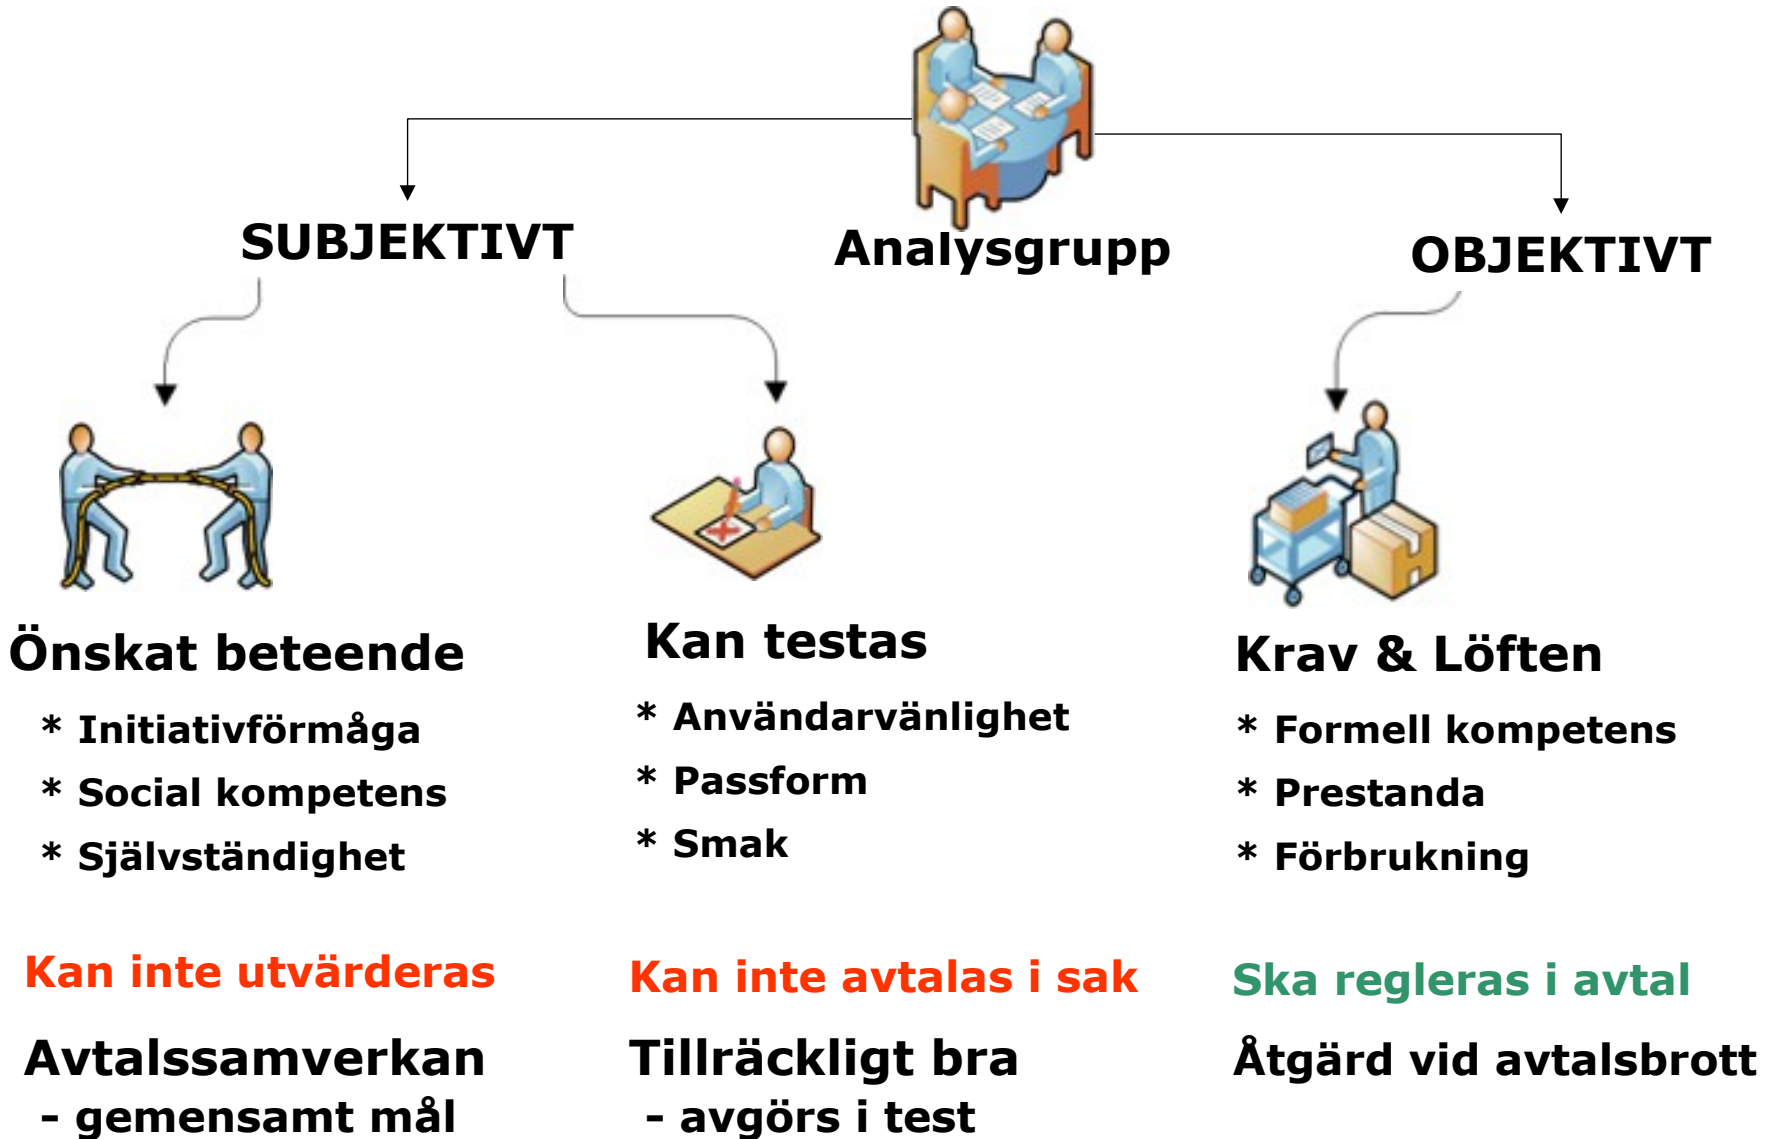 Analysgrupp
SUBJEKTIVT
OBJEKTIVT
Önskat beteende
* Initiativförmåga
* Social kompetens
* Självständighet
Kan inte utvärderas
Avtalssamverkan
- gemensamt mål
Kan testas
* Användarvänlighet
* Passform
* Smak
Kan inte avtalas i sak
Tillräckligt bra
- avgörs i test
Krav & Löften
* Formell kompetens
* Prestanda
* Förbrukning
Ska regleras i avtal
Åtgärd vid avtalsbrott